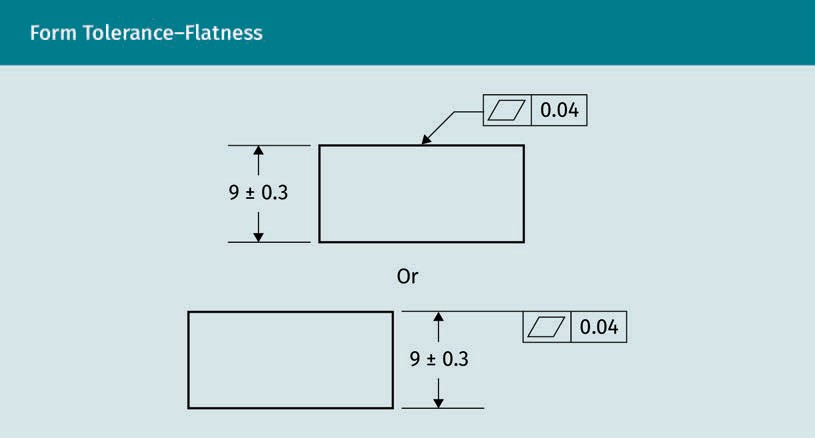 Form Tolerance–Flatness
0.04
9 ± 0.3
Or
0.04
9 ± 0.3